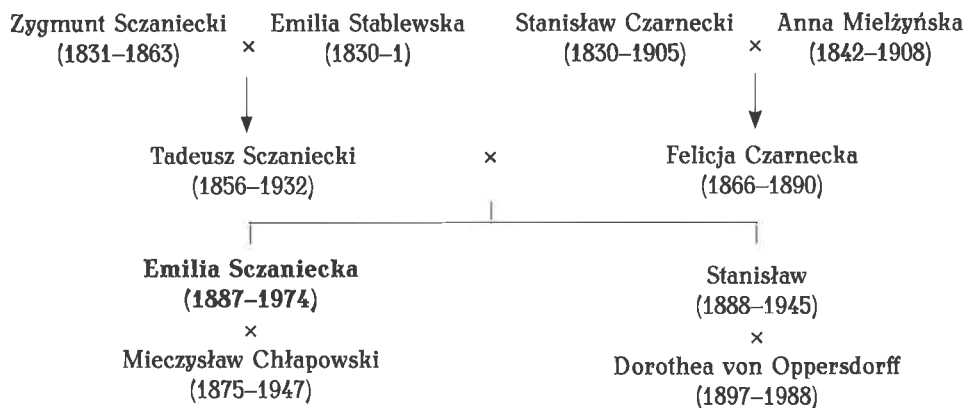 Zygmunt Sczaniecki × Emilia Stablewska Stanisław Czarnecki × Anna Mielżyńska
(1831–1863) (1830–1) (1830–1905) (1842–1908)
Tadeusz Sczaniecki × Felicja Czarnecka
(1856–1932) (1866–1890)
Emilia Sczaniecka Stanisław
(1887–1974) (1888–1945)
× ×
Mieczysław Chłapowski Dorothea von Oppersdorff
(1875–1947) (1897–1988)